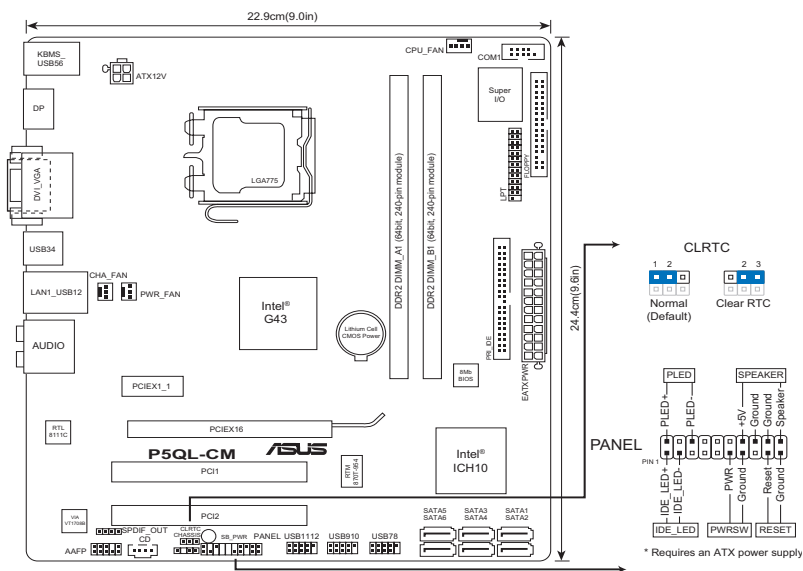 22.9cm(9.0in)
KBMS_
USB56
ATX12V
CPU_FAN
COM1
Super
I/O
DP
DVI_VGA
LGA775
DDR2 DIMM_A1 (64bit, 240-pin module)
DDR2 DIMM_B1 (64bit, 240-pin module)
LPT
FLOPPY
24.4cm(9.6in)
USB34
LAN1_USB12
CHA_FAN
PWR_FAN
Intel®
G43
Lithium Cell
CMOS Power
PRI_IDE
EATXPWR
8Mb
BIOS
AUDIO
PCIEX1_1
RTL
8111C
PCIEX16
P5QL-CM
ASUS
PCI1
RTM
870T-954
Intel®
ICH10
PCI2
VIA
VT1708B
SPDIF_OUT
CD
AAFP
CLRTC
CHASSIS
SB_PWR
PANEL
USB1112
USB910
USB78
SATA5
SATA6
SATA3
SATA4
SATA1
SATA2
CLRTC
1 2
2 3
Normal
(Default)
Clear RTC
PANEL
PLED
SPEAKER
PLED+
PLED-
+5V
Ground
Ground
Speaker-
PIN 1
IDE_LED+
IDE_LED-
PWR
Ground
Reset
Ground
IDE_LED
PWRSW
RESET
* Requires an ATX power supply